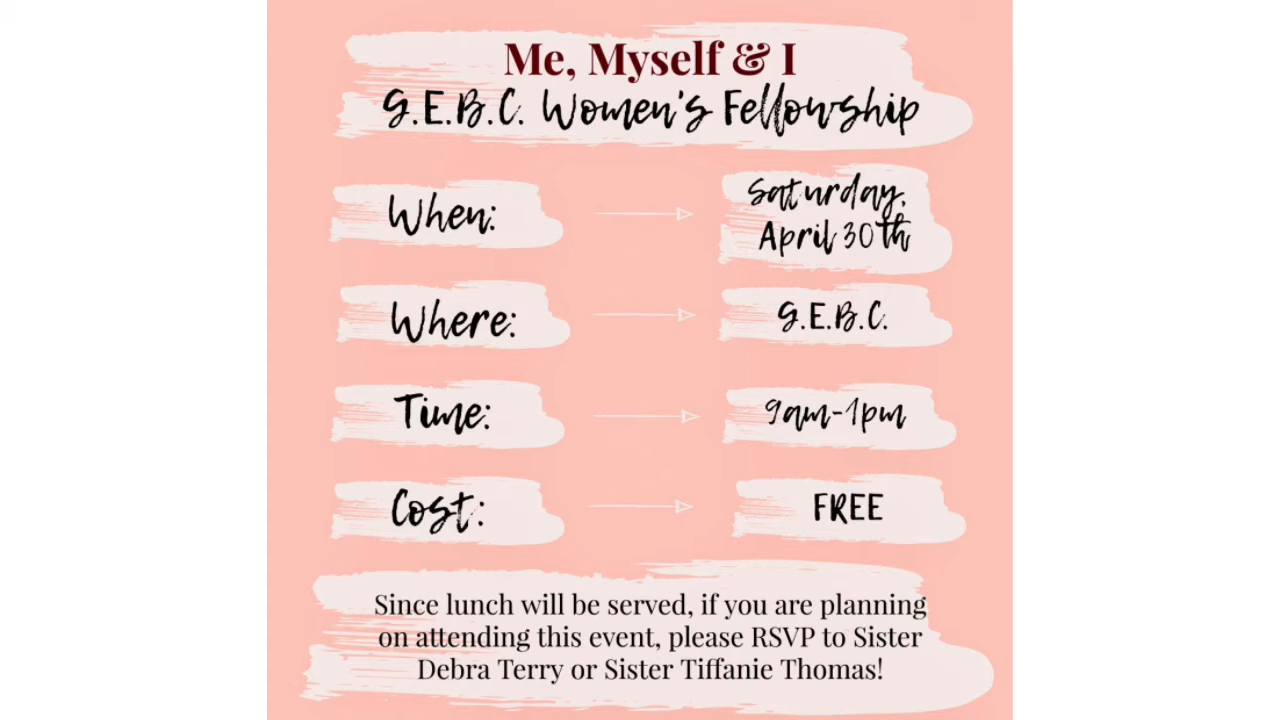 Me, Myself & I
G.E.B.C. Women's Fellowship
When:
Saturday,
April 30th
Where:
G.E.B.C.
Time:
9am-1pm
Cost:
FREE
Since lunch will be served, if you are planning
on attending this event, please RSVP to Sister
Debra Terry or Sister Tiffanie Thomas!